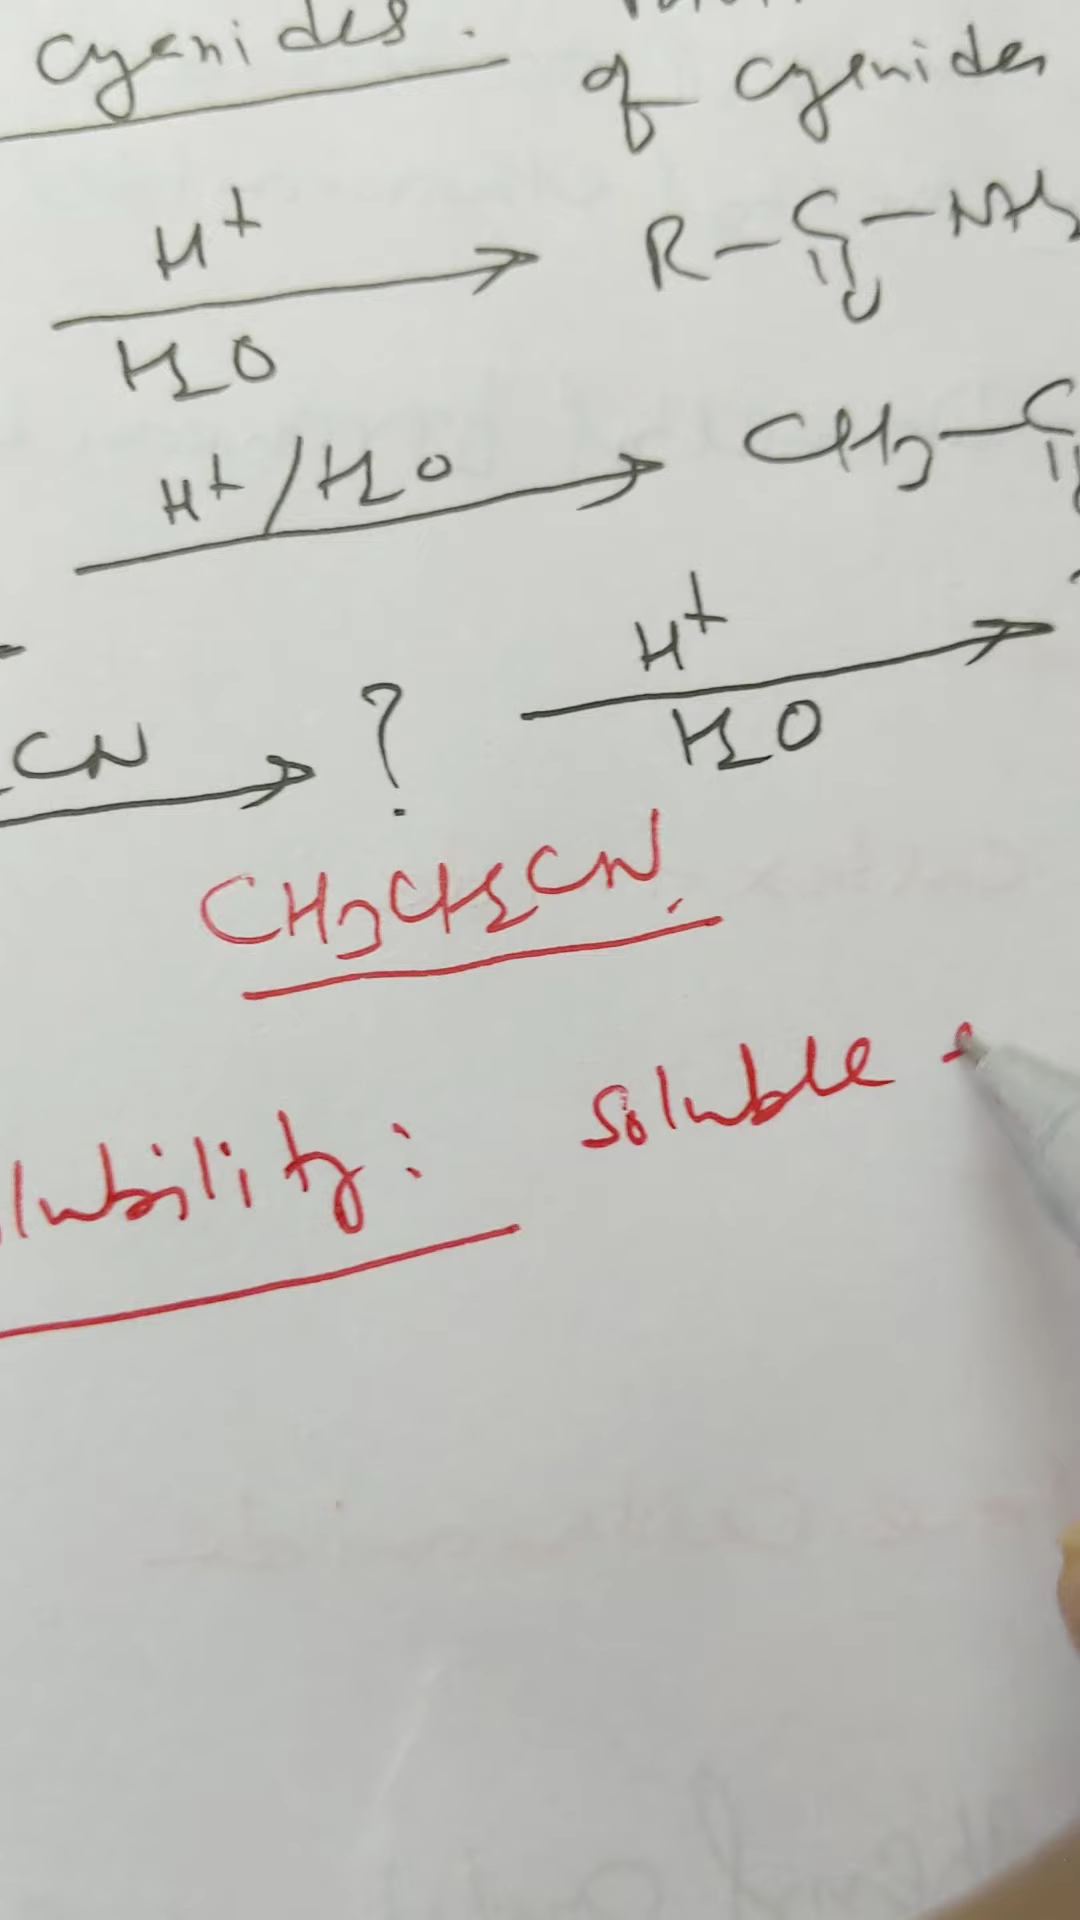 cyanides.
of cyanides
H+
H2O
R-C-NH2
O
H+/H2O
CH3-C
H+
H2O
CN
?
CH3CH2CN
lubility: soluble